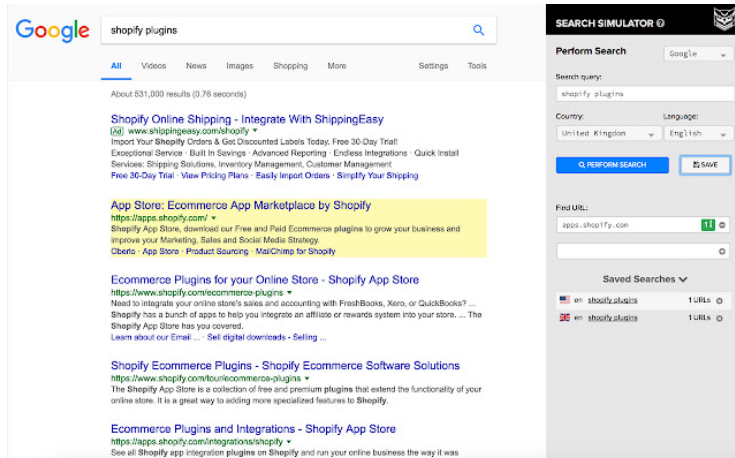 Google
shopify plugins
All Videos News Images Shopping More Settings Tools
About 531,000 results (0.76 seconds)
Shopify Online Shipping - Integrate With ShippingEasy
Ad www.shippingeasy.com/shopify
Import Your Shopify Orders & Get Discounted Labels Today. Free 30-Day Trial!
Exceptional Service · Built In Savings · Advanced Reporting · Endless Integrations · Quick Install
Services: Shipping Solutions, Inventory Management, Customer Management
Free 30-Day Trial · View Pricing Plans · Easily Import Orders · Simplify Your Shipping
App Store: Ecommerce App Marketplace by Shopify
https://apps.shopify.com/
Shopify App Store, download our Free and Paid Ecommerce plugins to grow your business and
improve your Marketing, Sales and Social Media Strategy.
Oberlo · App Store · Product Sourcing · MailChimp for Shopify
Ecommerce Plugins for your Online Store - Shopify App Store
https://www.shopify.com/ecommerce-plugins
Need to integrate your online store's sales and accounting with FreshBooks, Xero, or QuickBooks? ...
Shopify has a bunch of apps to help you integrate an affiliate or rewards system into your store. ... The
Shopify App Store has you covered.
Learn about our Email ... · Sell digital downloads - Selling ...
Shopify Ecommerce Plugins - Shopify Ecommerce Software Solutions
https://www.shopify.com/tour/ecommerce-plugins
The Shopify App Store is a collection of free and premium plugins that extend the functionality of your
online store. It is a great way to adding more specialized features to Shopify.
Ecommerce Plugins and Integrations - Shopify App Store
https://apps.shopify.com/integrations/shopify
See all Shopify app integration plugins on Shopify and run your online business the way it was
SEARCH SIMULATOR
Perform Search Google
Search query:
shopify plugins
Country: Language:
United Kingdom English
PERFORM SEARCH SAVE
Find URL:
apps.shopify.com 1
Saved Searches
en shopify plugins 1 URLs
en shopify plugins 1 URLs